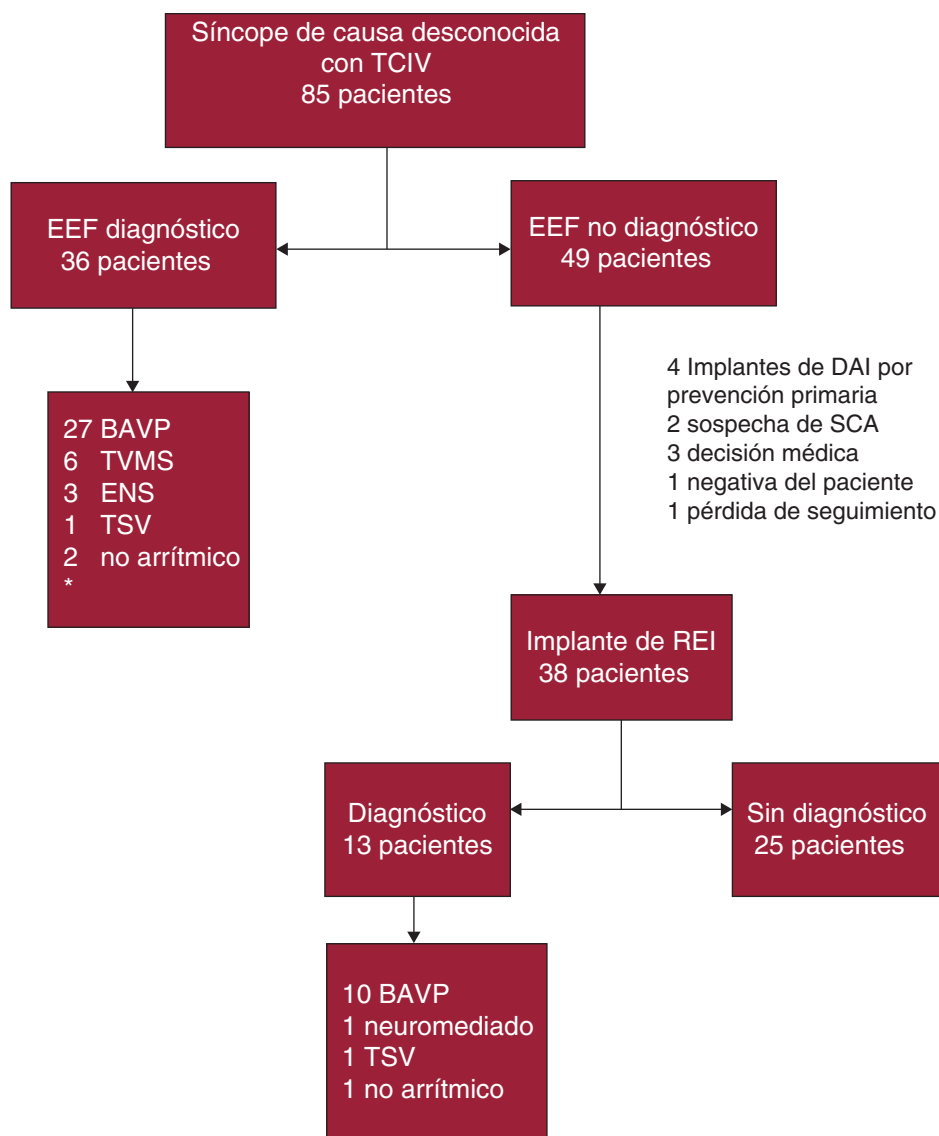 Síncope de causa desconocida
con TCIV
85 pacientes
EEF diagnóstico
36 pacientes
EEF no diagnóstico
49 pacientes
27 BAVP
6 TVMS
3 ENS
1 TSV
2 no arrítmico
*
4 Implantes de DAI por
prevención primaria
2 sospecha de SCA
3 decisión médica
1 negativa del paciente
1 pérdida de seguimiento
Implante de REI
38 pacientes
Diagnóstico
13 pacientes
Sin diagnóstico
25 pacientes
10 BAVP
1 neuromediado
1 TSV
1 no arrítmico